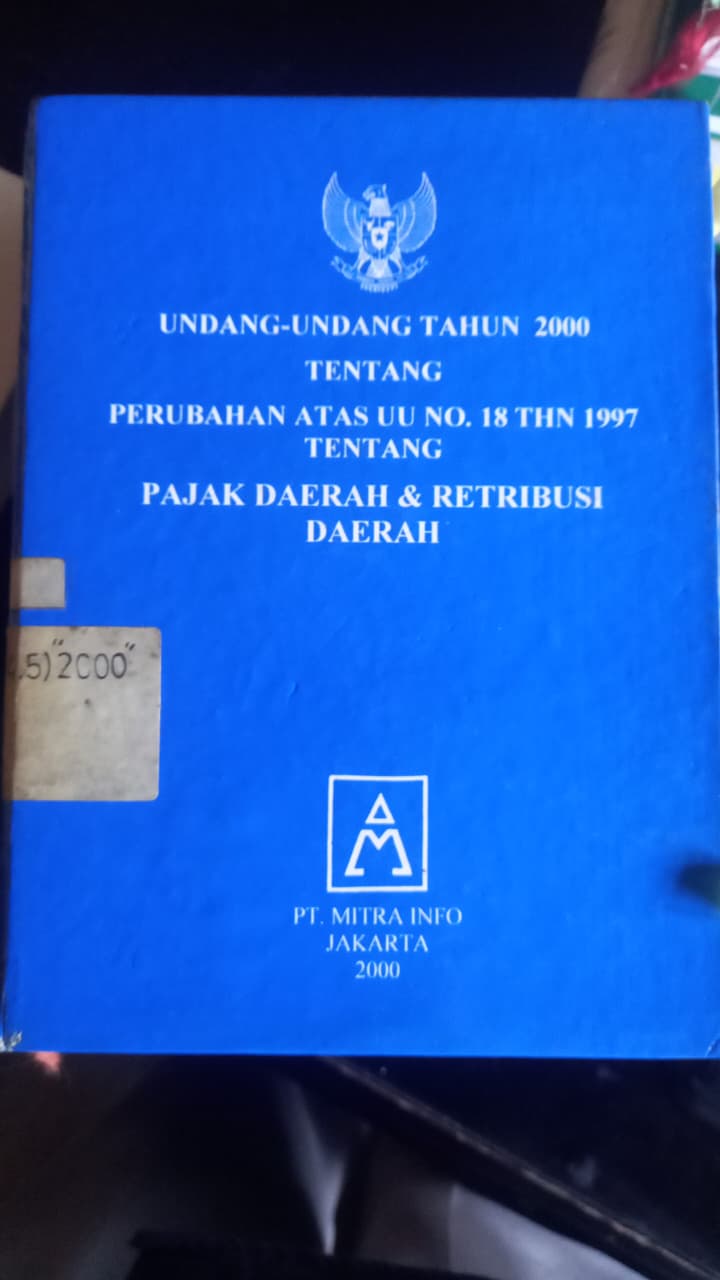 UNDANG-UNDANG TAHUN 2000
TENTANG
PERUBAHAN ATAS UU NO. 18 THN 1997
TENTANG
PAJAK DAERAH & RETRIBUSI
DAERAH
.5)"2000"
PT. MITRA INFO
JAKARTA
2000